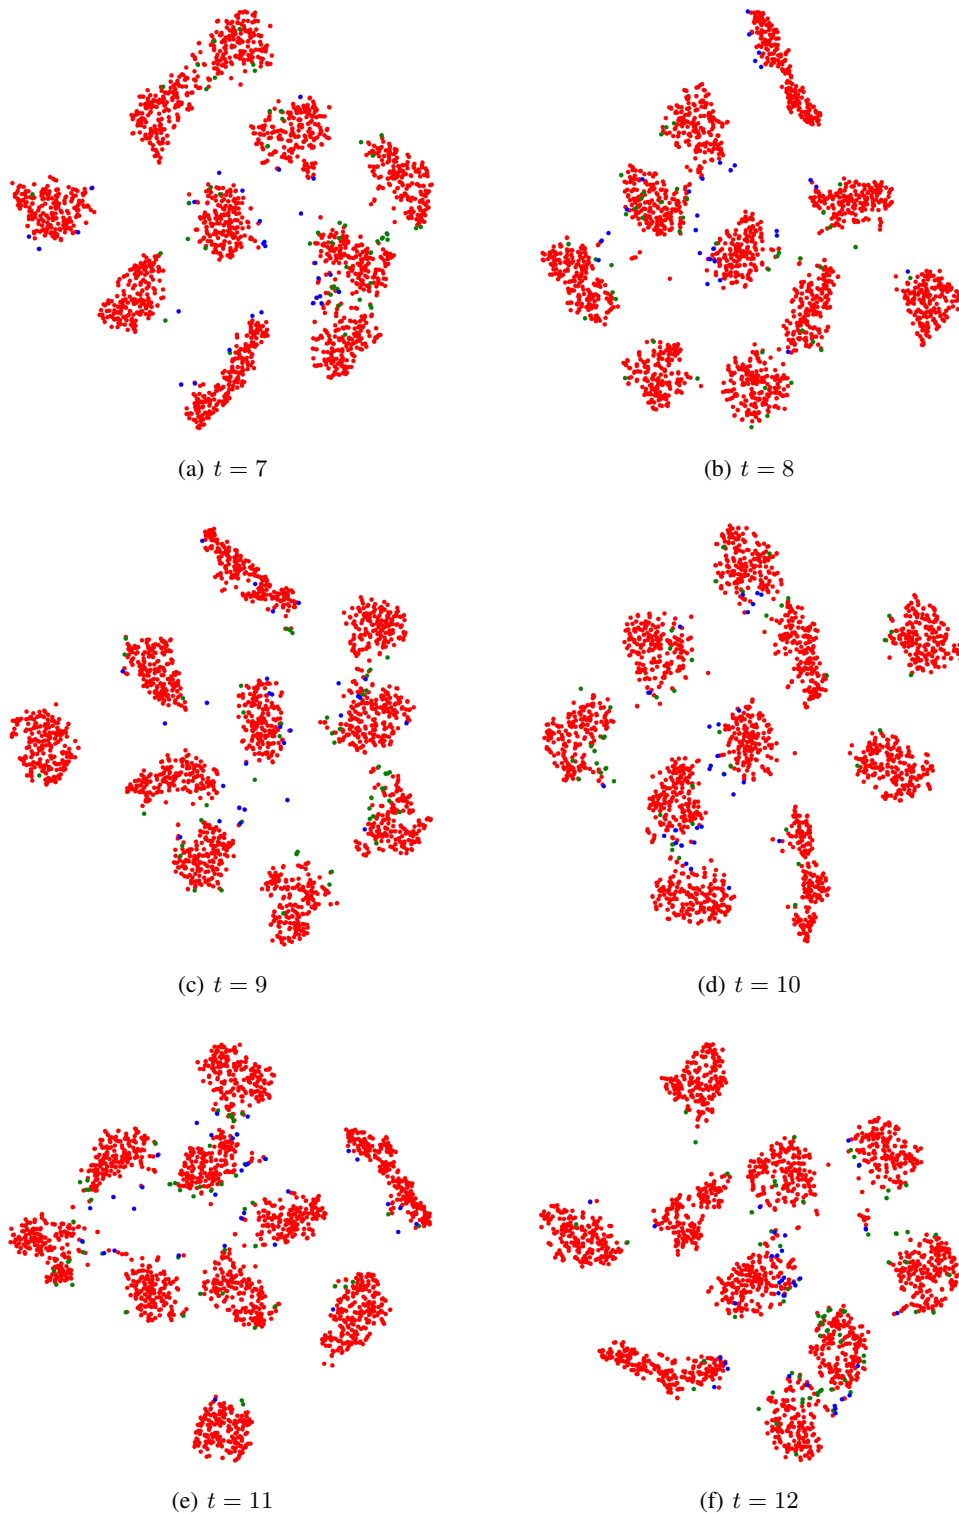 (a) t = 7
(b) t = 8
(c) t = 9
(d) t = 10
(e) t = 11
(f) t = 12